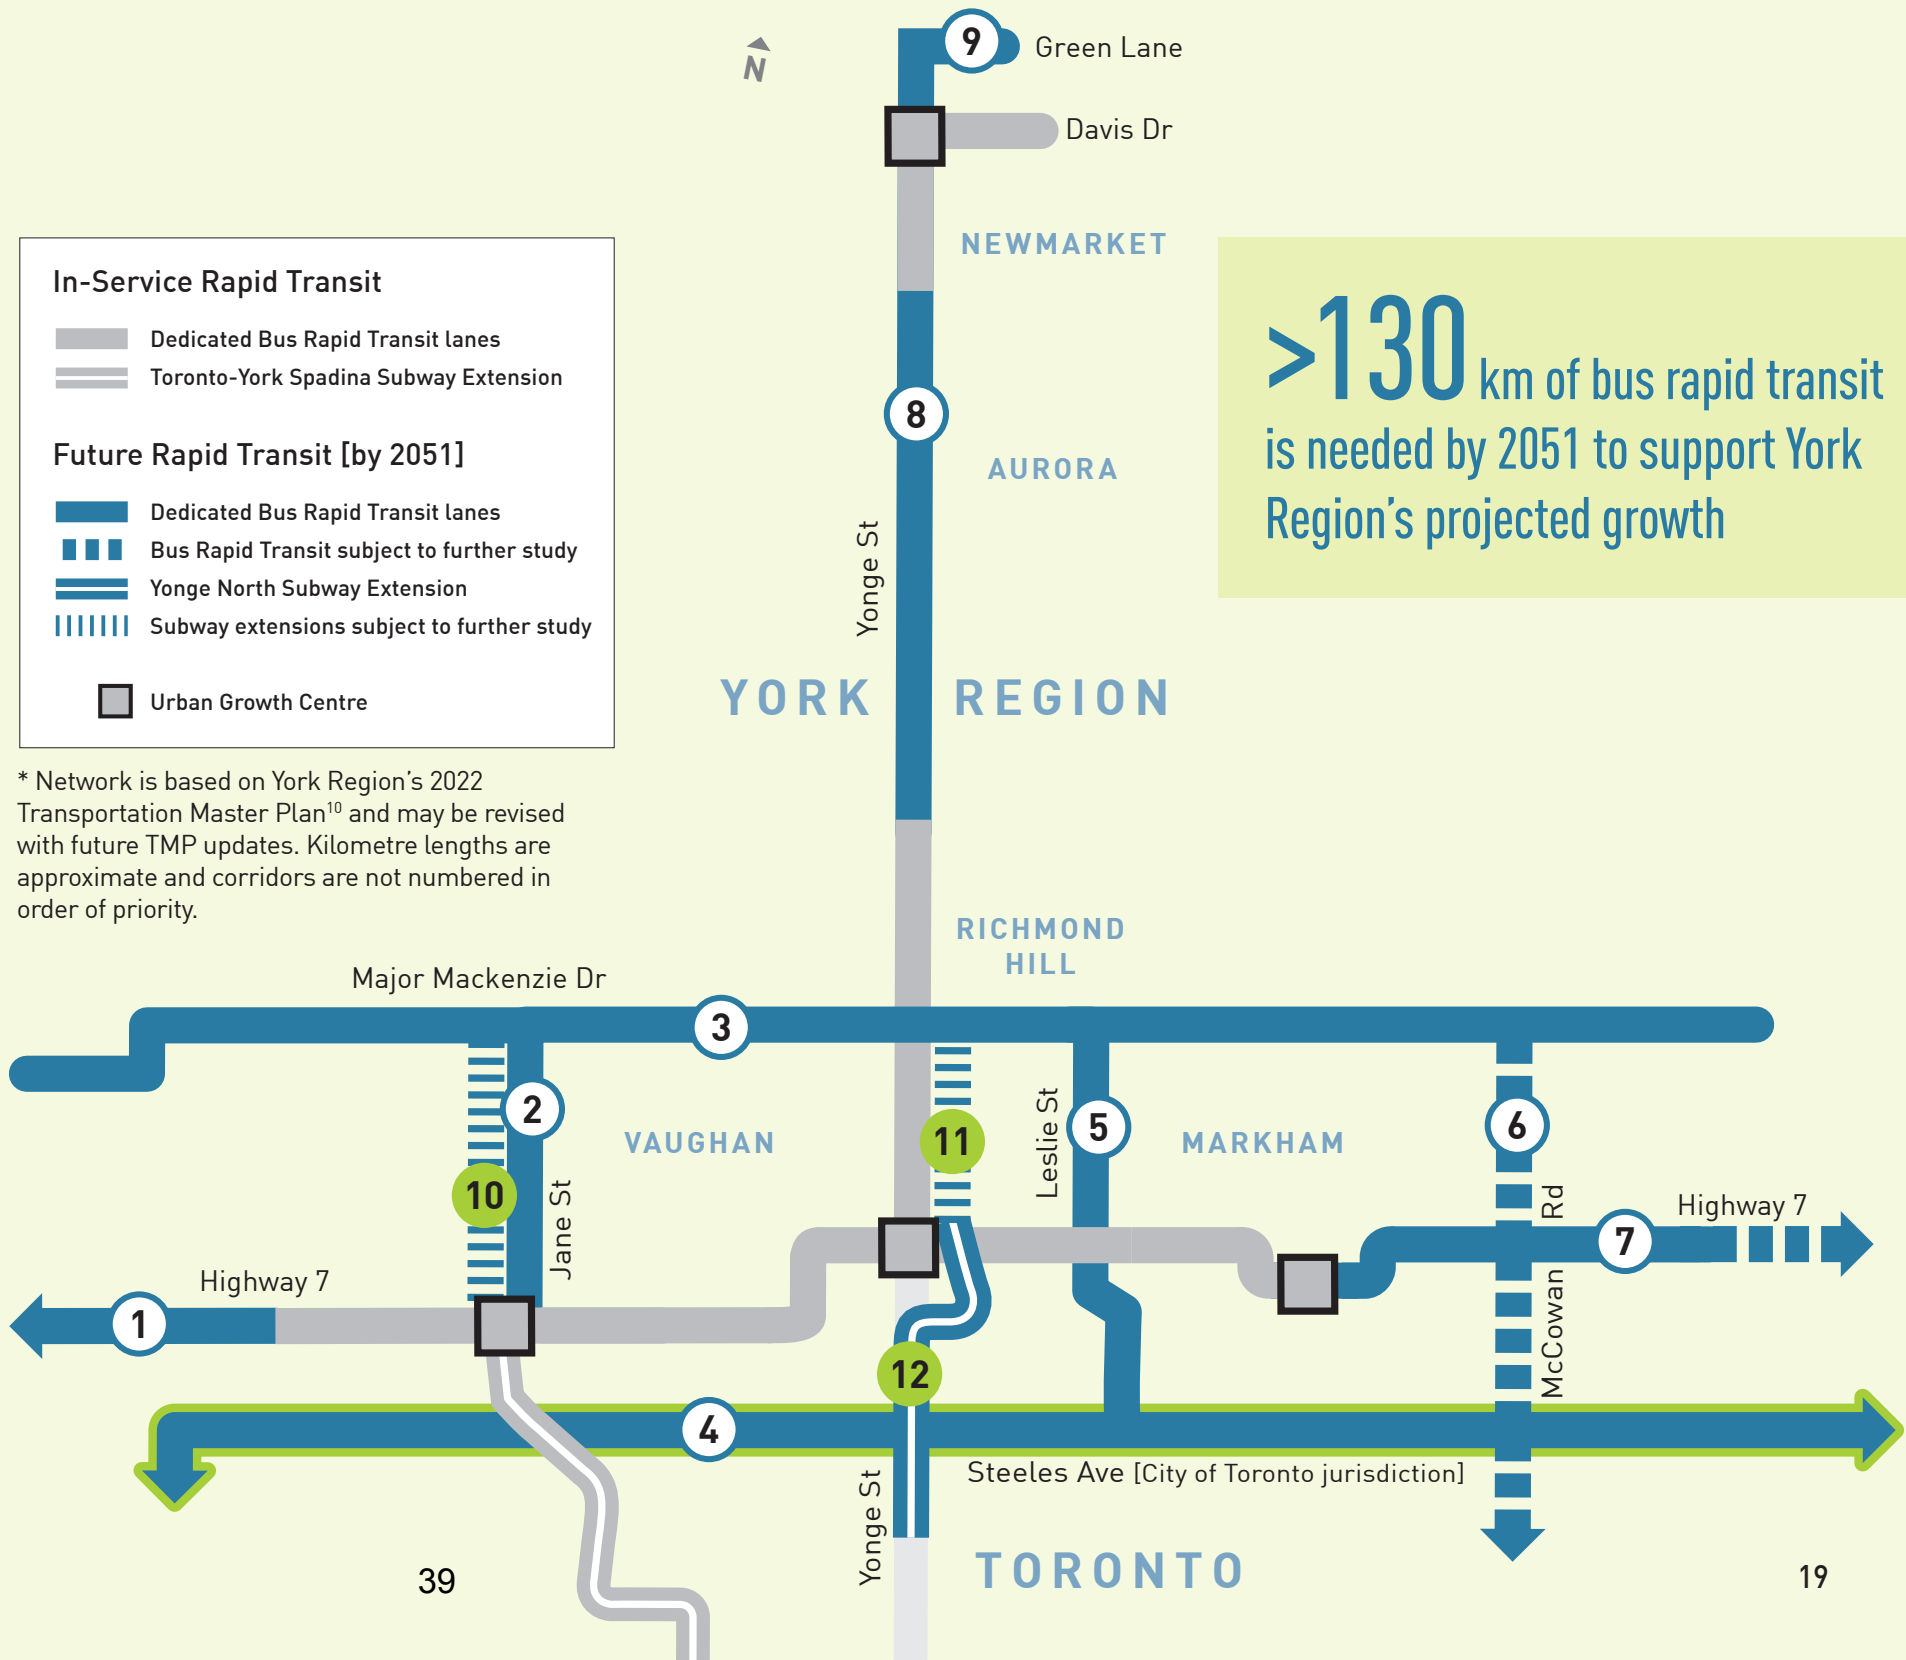 9
Green Lane
N
Davis Dr
NEWMARKET
In-Service Rapid Transit
Dedicated Bus Rapid Transit lanes
Toronto-York Spadina Subway Extension
Future Rapid Transit [by 2051]
Dedicated Bus Rapid Transit lanes
Bus Rapid Transit subject to further study
Yonge North Subway Extension
Subway extensions subject to further study
Urban Growth Centre
>130 km of bus rapid transit
is needed by 2051 to support York
Region's projected growth
8
AURORA
Yonge St
YORK REGION
* Network is based on York Region's 2022
Transportation Master Plan10 and may be revised
with future TMP updates. Kilometre lengths are
approximate and corridors are not numbered in
order of priority.
RICHMOND
HILL
Major Mackenzie Dr
3
2
VAUGHAN
11
Leslie St
5
MARKHAM
6
10
Jane St
McCowan Rd
Highway 7
7
Highway 7
1
12
4
Steeles Ave [City of Toronto jurisdiction]
Yonge St
TORONTO
39
19